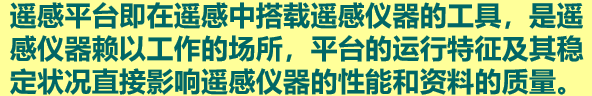 遥感平台即在遥感中搭载遥感仪器的工具，是遥
感仪器赖以工作的场所，平台的运行特征及其稳
定状况直接影响遥感仪器的性能和资料的质量。